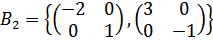 B₂ = {(−2 0
0 1), (3 0
0 −1)}